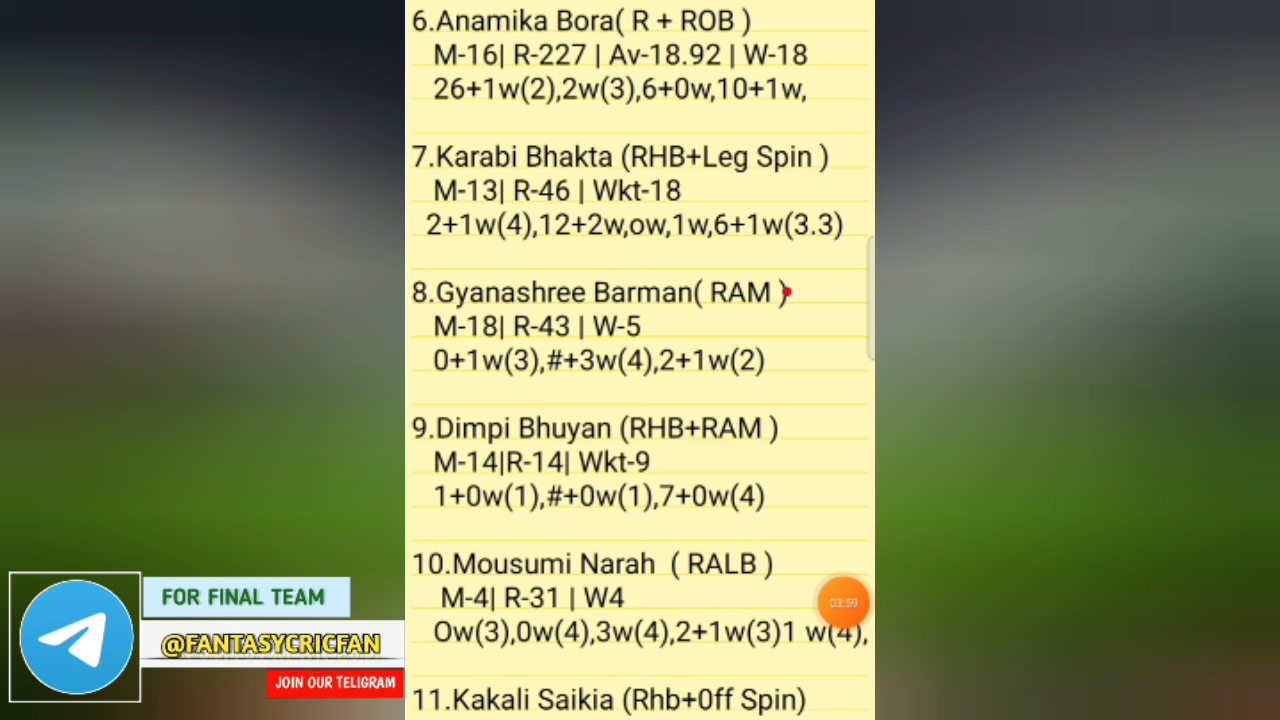 6.Anamika Bora( R + ROB )
M-16| R-227 | Av-18.92 | W-18
26+1w(2),2w(3),6+0w,10+1w,
7.Karabi Bhakta (RHB+Leg Spin )
M-13| R-46 | Wkt-18
2+1w(4),12+2w,ow,1w,6+1w(3.3)
8.Gyanashree Barman( RAM )
M-18| R-43 | W-5
0+1w(3),#+3w(4),2+1w(2)
9.Dimpi Bhuyan (RHB+RAM )
M-14|R-14| Wkt-9
1+0w(1),#+0w(1),7+0w(4)
10.Mousumi Narah ( RALB )
M-4| R-31 | W4
Ow(3),0w(4),3w(4),2+1w(3)1 w(4),
11.Kakali Saikia (Rhb+0ff Spin)
03:59
FOR FINAL TEAM
@FANTASYCRICFAN
JOIN OUR TELIGRAM